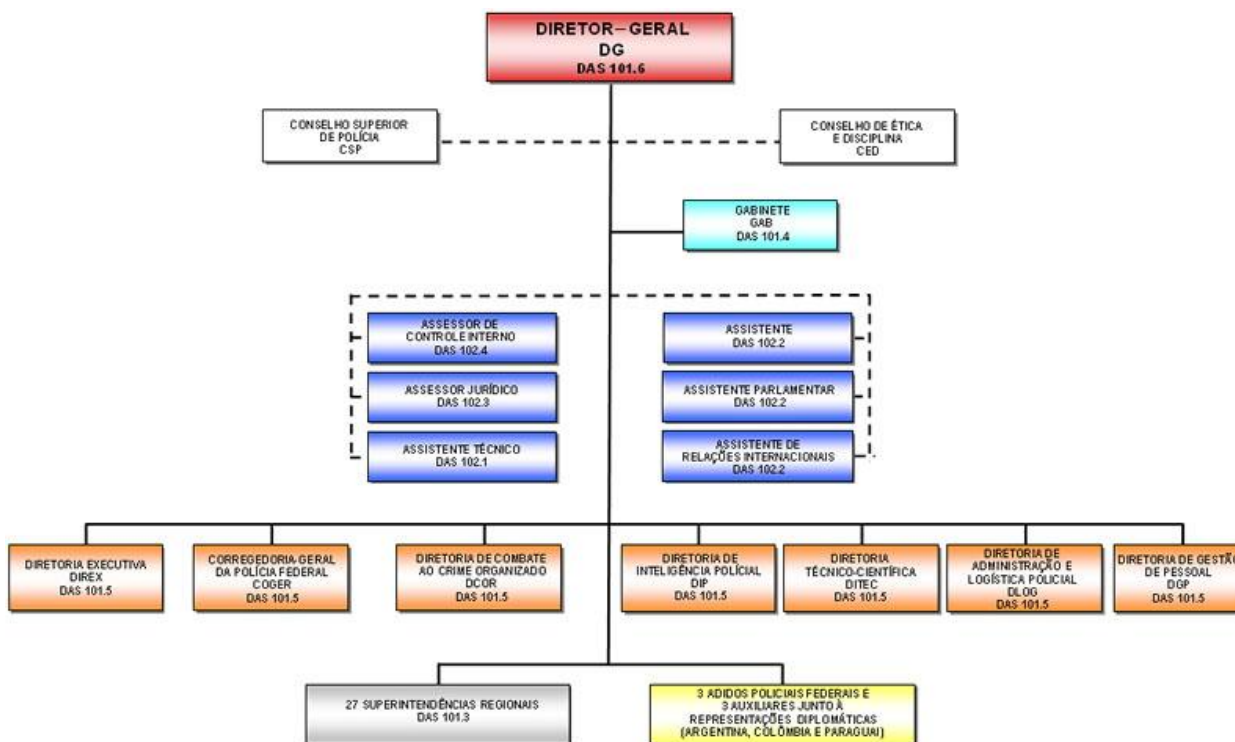 DIRETOR–GERAL
DG
DAS 101.6
CONSELHO SUPERIOR
DE POLÍCIA
CSP
CONSELHO DE ÉTICA
E DISCIPLINA
CED
GABINETE
GAB
DAS 101.4
ASSESSOR DE
CONTROLE INTERNO
DAS 102.4
ASSISTENTE
DAS 102.2
ASSESSOR JURÍDICO
DAS 102.3
ASSISTENTE PARLAMENTAR
DAS 102.2
ASSISTENTE TÉCNICO
DAS 102.1
ASSISTENTE DE
RELAÇÕES INTERNACIONAIS
DAS 102.2
DIRETORIA EXECUTIVA
DIREX
DAS 101.5
CORREGEDORIA-GERAL
DA POLÍCIA FEDERAL
COGER
DAS 101.5
DIRETORIA DE COMBATE
AO CRIME ORGANIZADO
DCOR
DAS 101.5
DIRETORIA DE
INTELIGÊNCIA POLÍCIAL
DIP
DAS 101.5
DIRETORIA
TÉCNICO-CIENTÍFICA
DITEC
DAS 101.5
DIRETORIA DE
ADMINISTRAÇÃO E
LOGÍSTICA POLICIAL
DLOG
DAS 101.5
DIRETORIA DE GESTÃO
DE PESSOAL
DGP
DAS 101.5
27 SUPERINTENDÊNCIAS REGIONAIS
DAS 101.3
3 ADIDOS POLICIAIS FEDERAIS E
3 AUXILIARES JUNTO À
REPRESENTAÇÕES DIPLOMÁTICAS
(ARGENTINA, COLÔMBIA E PARAGUAI)